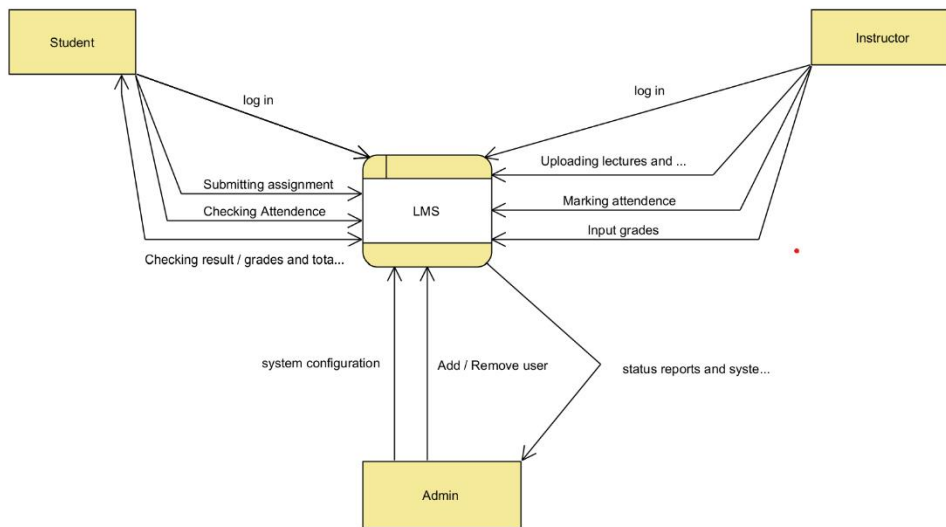 Student
Instructor
log in
log in
Uploading lectures and ...
Submitting assignment
LMS
Marking attendence
Checking Attendence
Input grades
Checking result / grades and tota...
system configuration
Add / Remove user
status reports and syste...
Admin